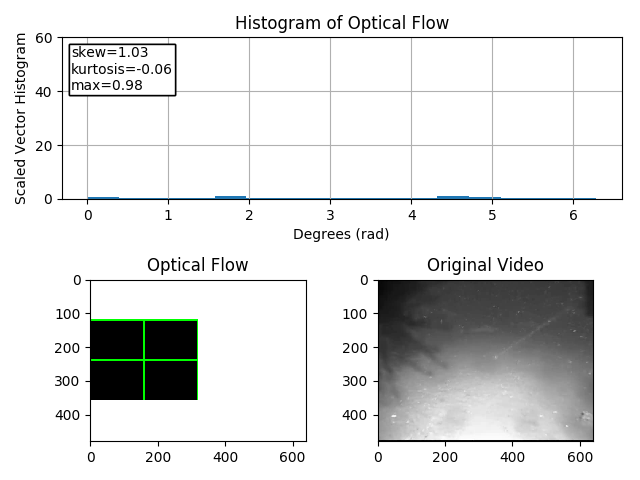 Histogram of Optical Flow
skew=1.03
kurtosis=-0.06
max=0.98
Scaled Vector Histogram
60
40
20
0
0 1 2 3 4 5 6
Degrees (rad)
Optical Flow
0
100
200
300
400
0 200 400 600
Original Video
0
100
200
300
400
0 200 400 600